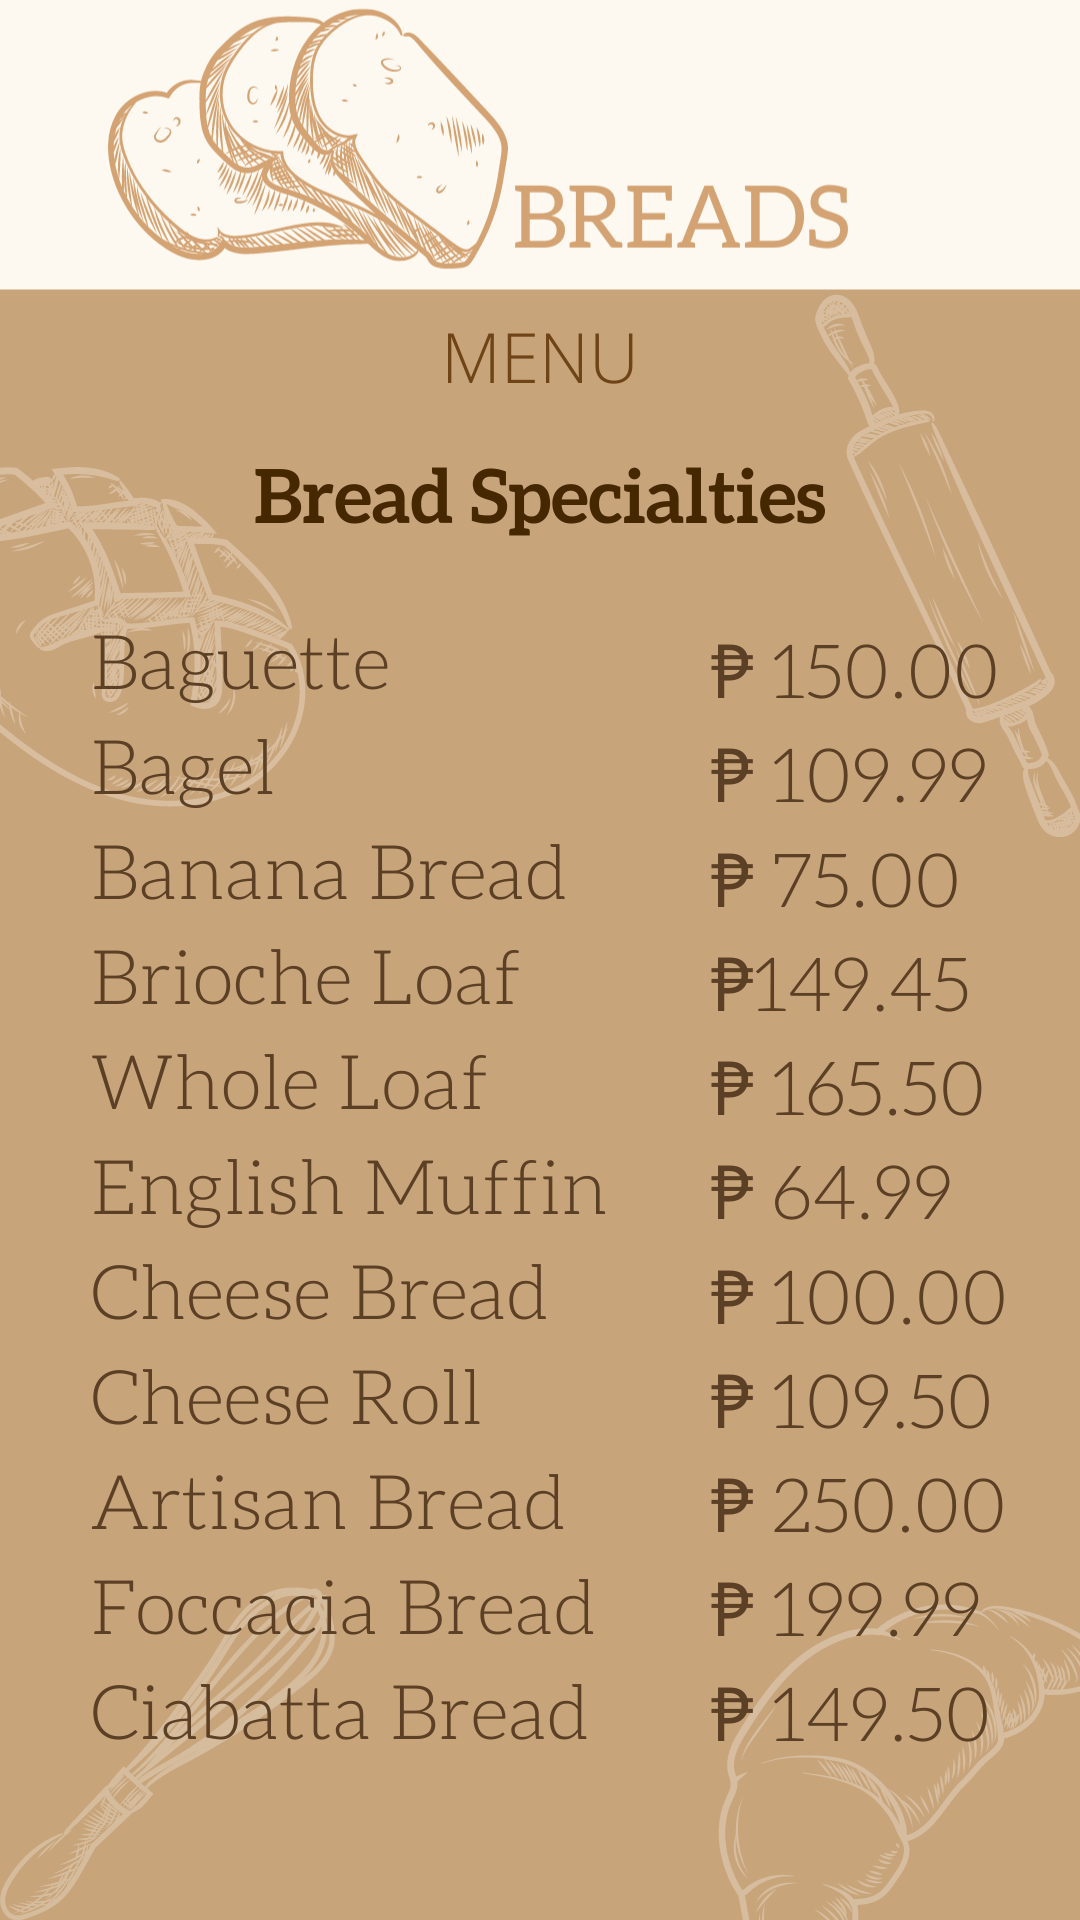 BREADS
MENU
Bread Specialties
Baguette ₱ 150.00
Bagel ₱ 109.99
Banana Bread ₱ 75.00
Brioche Loaf ₱149.45
Whole Loaf ₱ 165.50
English Muffin ₱ 64.99
Cheese Bread ₱ 100.00
Cheese Roll ₱ 109.50
Artisan Bread ₱ 250.00
Foccacia Bread ₱ 199.99
Ciabatta Bread ₱ 149.50